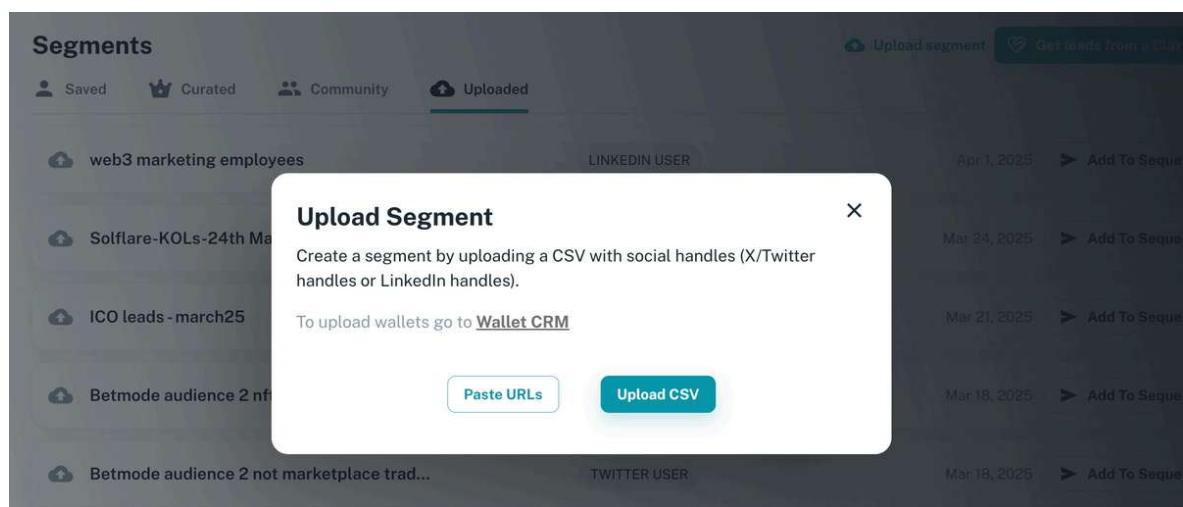 Segments
Upload segment
Get leads from a
Saved
Curated
Community
Uploaded
web3 marketing employees
LINKEDIN USER
Apr 1, 2025
Add To Seque
Upload Segment
Create a segment by uploading a CSV with social handles (X/Twitter
handles or LinkedIn handles).
To upload wallets go to Wallet CRM
Paste URLs
Upload CSV
Solflare-KOLs-24th Ma
Mar 24, 2025
Add To Seque
ICO leads - march25
Mar 21, 2025
Add To Seque
Betmode audience 2 nf
Mar 18, 2025
Add To Seque
Betmode audience 2 not marketplace trad...
TWITTER USER
Mar 18, 2025
Add To Seque